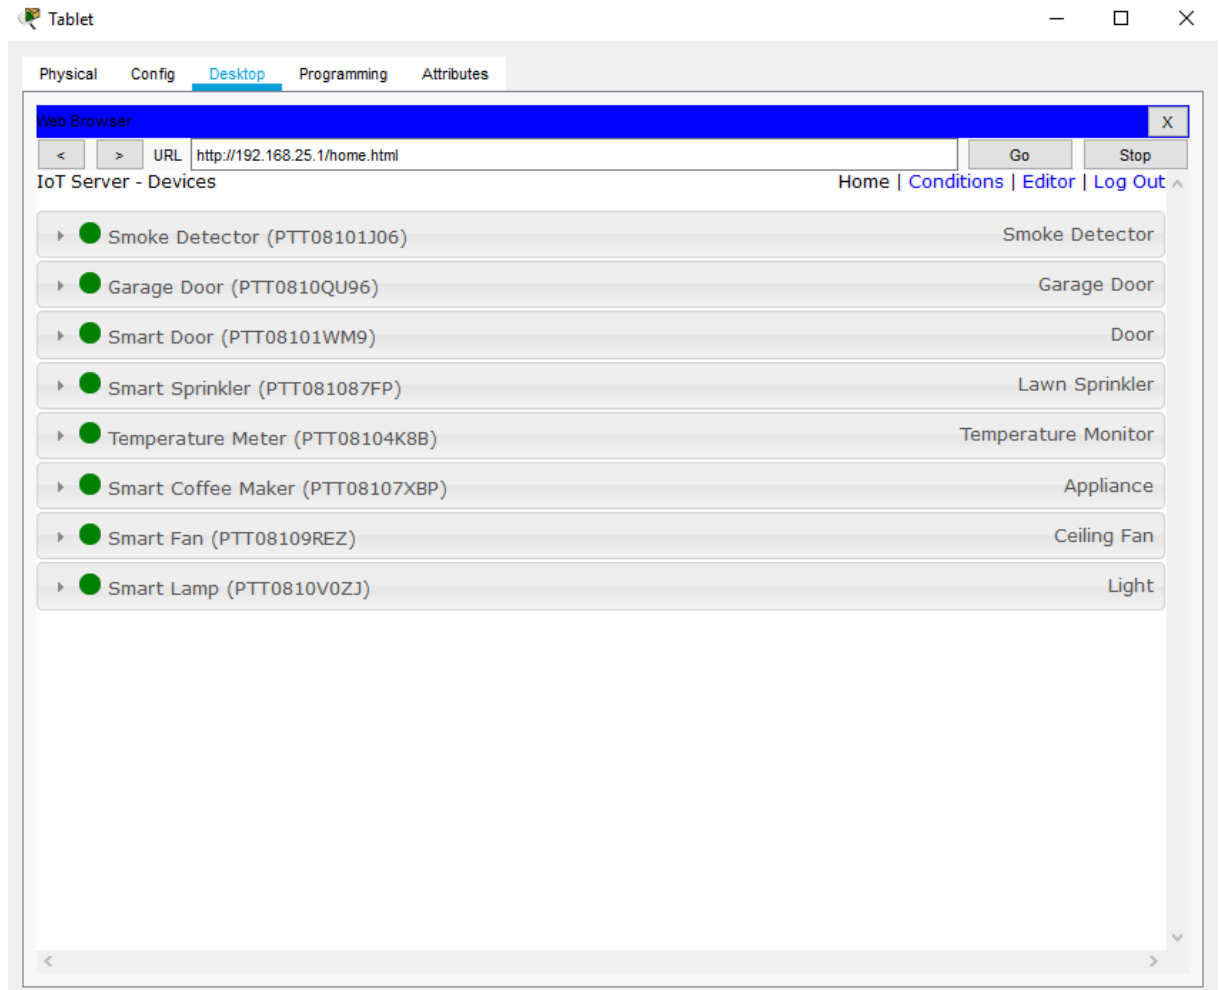 Tablet
Physical Config Desktop Programming Attributes
Web Browser X
< > URL http://192.168.25.1/home.html Go Stop
IoT Server - Devices Home | Conditions | Editor | Log Out
Smoke Detector (PTT08101J06) Smoke Detector
Garage Door (PTT0810QU96) Garage Door
Smart Door (PTT08101WM9) Door
Smart Sprinkler (PTT081087FP) Lawn Sprinkler
Temperature Meter (PTT08104K8B) Temperature Monitor
Smart Coffee Maker (PTT08107XBP) Appliance
Smart Fan (PTT08109REZ) Ceiling Fan
Smart Lamp (PTT0810V0ZJ) Light